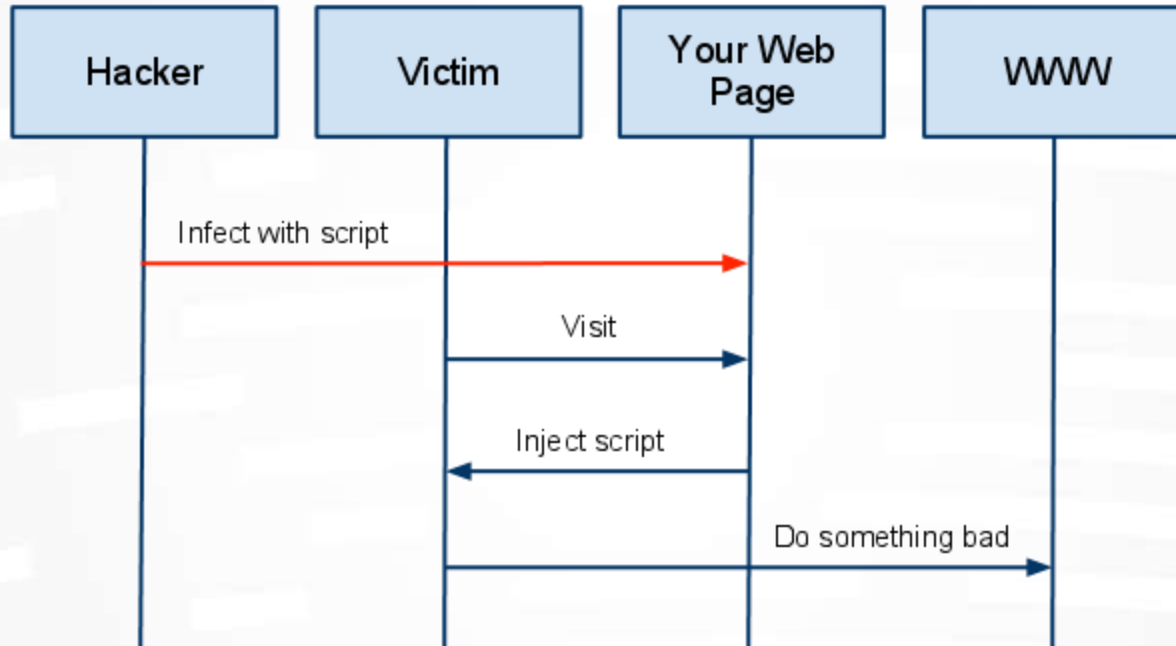 Hacker
Victim
Your Web
Page
WWW
Infect with script
Visit
Inject script
Do something bad